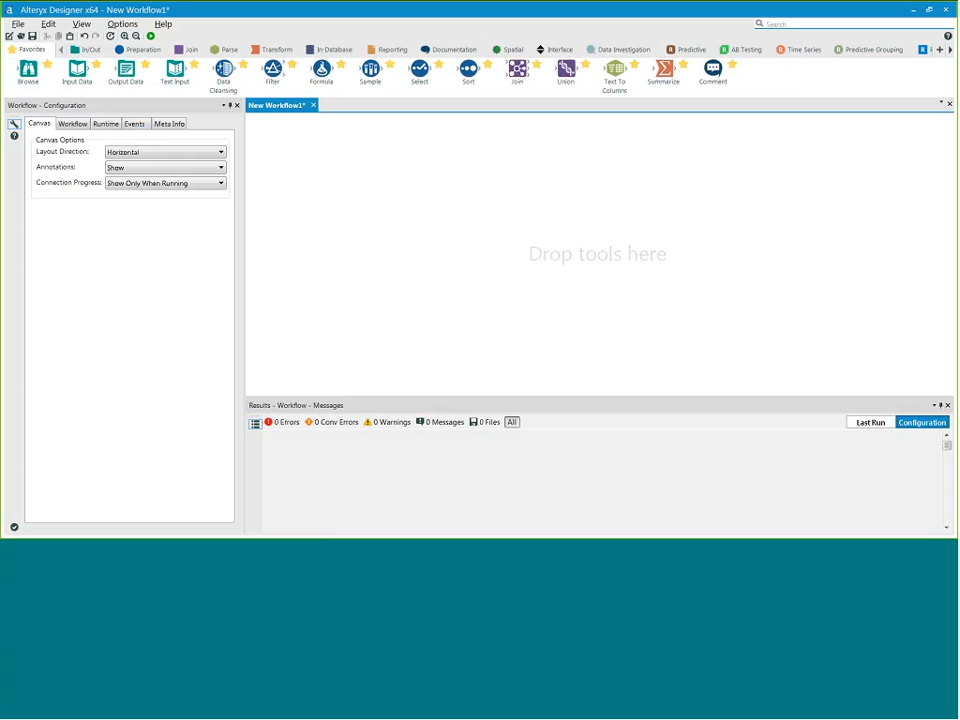 a Alteryx Designer x64 - New Workflow1*
File Edit View Options Help
Search
Favorites In/Out Preparation Join Parse Transform In-Database Reporting Documentation Spatial Interface Data Investigation Predictive AB Testing Time Series Predictive Grouping
Browse Input Data Output Data Text Input Data Cleansing Filter Formula Sample Select Sort Join Union Text To Columns Summarize Comment
Workflow - Configuration
New Workflow1*
Canvas Workflow Runtime Events Meta Info
Canvas Options
Layout Direction: Horizontal
Annotations: Show
Connection Progress: Show Only When Running
Drop tools here
Results - Workflow - Messages
0 Errors 0 Conv Errors 0 Warnings 0 Messages 0 Files All Last Run Configuration